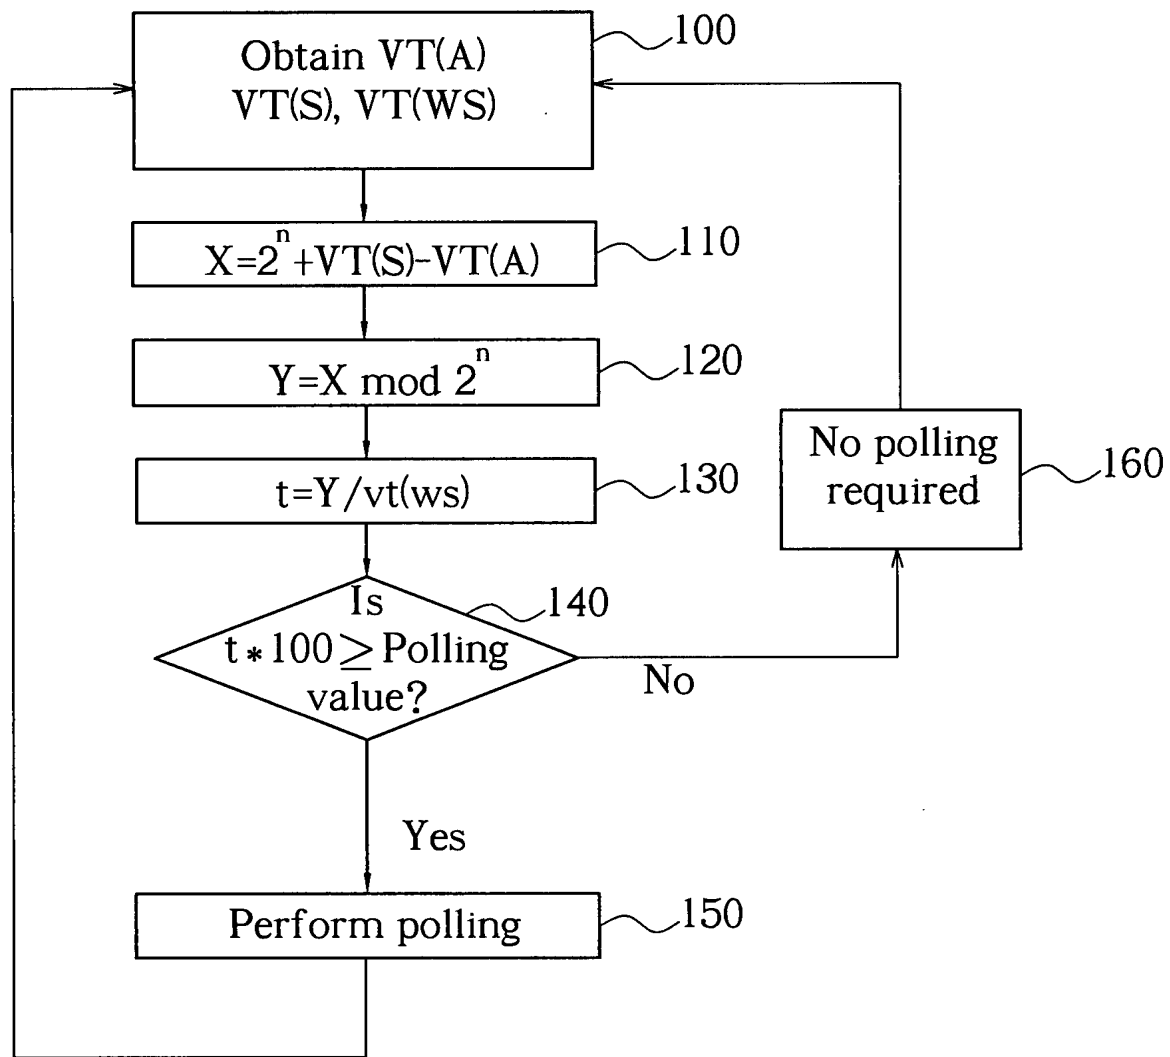 Obtain VT(A)
VT(S), VT(WS)
100
X=2^n+VT(S)-VT(A)
110
Y=X mod 2^n
120
t=Y/vt(ws)
130
No polling
required
160
Is
t*100≥Polling
value?
140
No
Yes
Perform polling
150